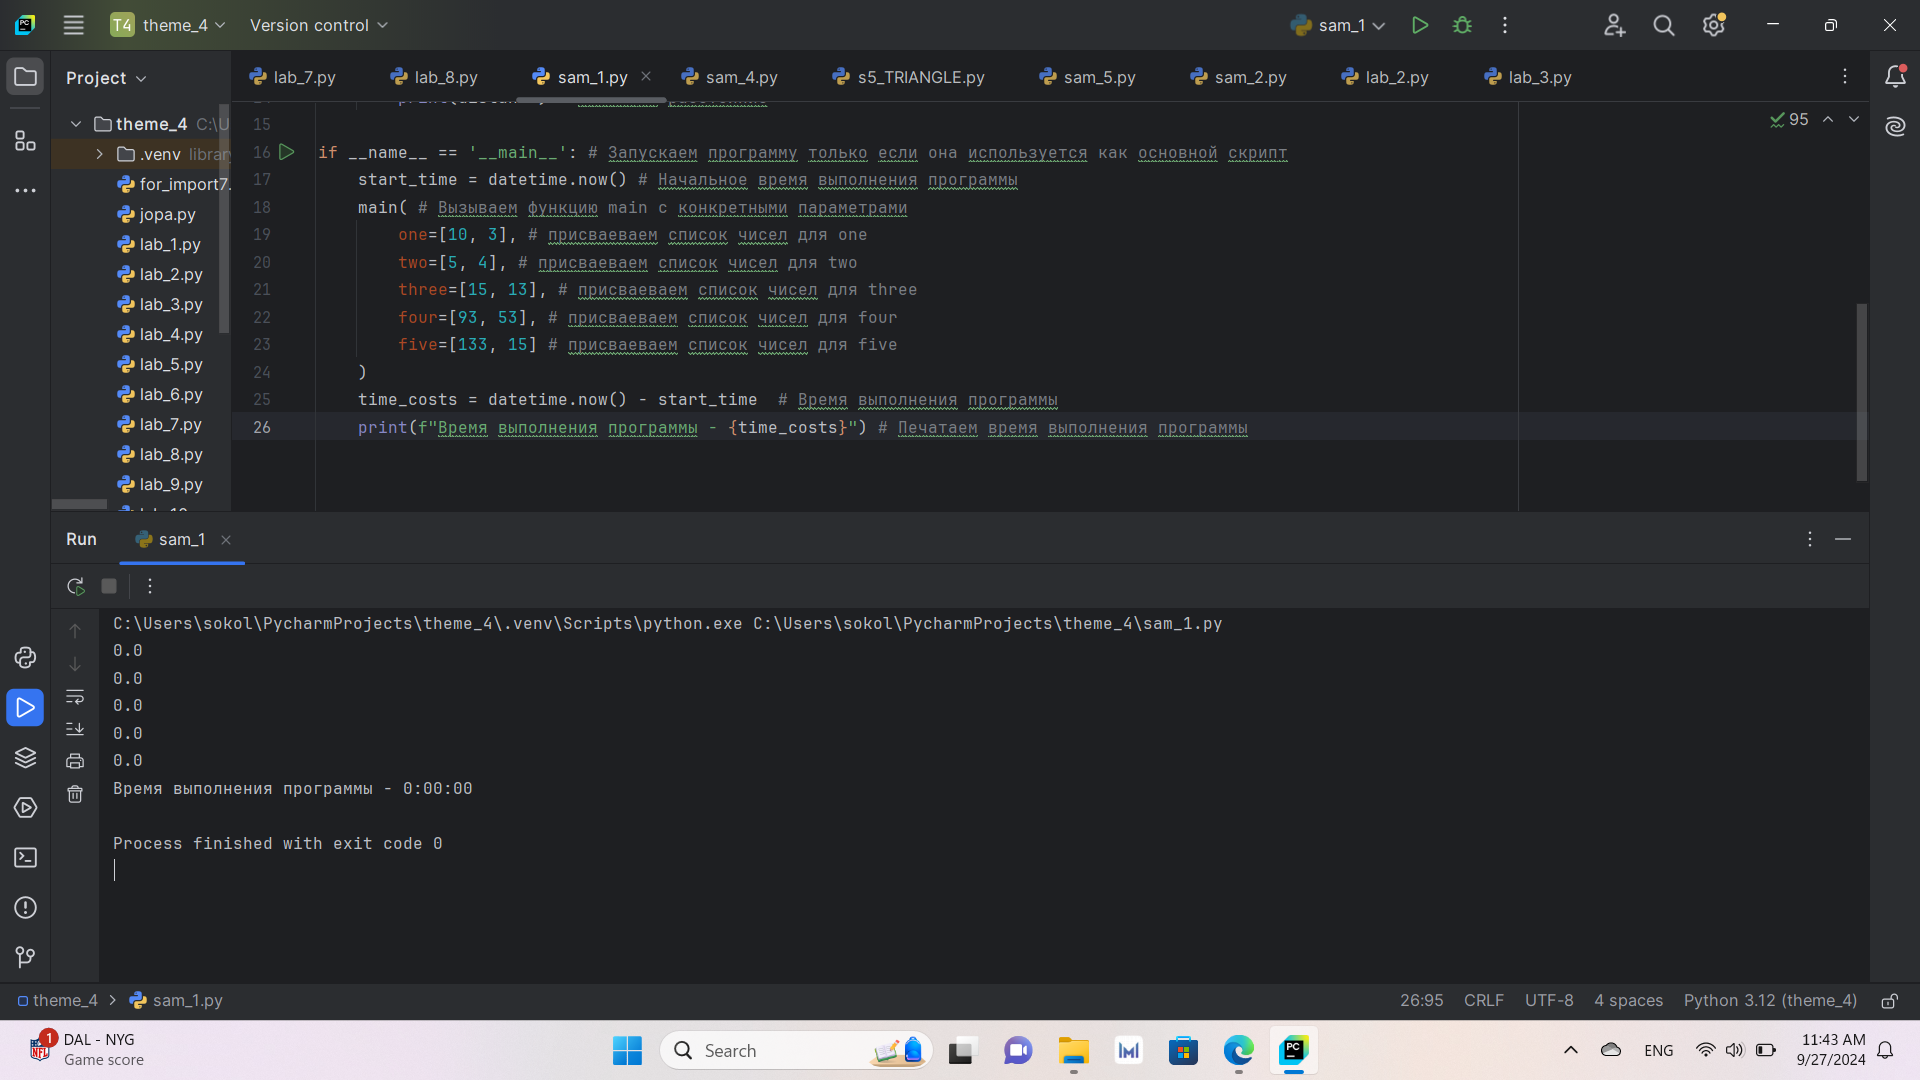 T4 theme_4 Version control sam_1
Project lab_7.py lab_8.py sam_1.py sam_4.py s5_TRIANGLE.py sam_5.py sam_2.py lab_2.py lab_3.py
theme_4 C:\U
.venv library
for_import7.
jopa.py
lab_1.py
lab_2.py
lab_3.py
lab_4.py
lab_5.py
lab_6.py
lab_7.py
lab_8.py
lab_9.py
95
15
16 if __name__ == '__main__': # Запускаем программу только если она используется как основной скрипт
17 start_time = datetime.now() # Начальное время выполнения программы
18 main( # Вызываем функцию main с конкретными параметрами
19 one=[10, 3], # присваеваем список чисел для one
20 two=[5, 4], # присваеваем список чисел для two
21 three=[15, 13], # присваеваем список чисел для three
22 four=[93, 53], # присваеваем список чисел для four
23 five=[133, 15] # присваеваем список чисел для five
24 )
25 time_costs = datetime.now() - start_time # Время выполнения программы
26 print(f"Время выполнения программы - {time_costs}") # Печатаем время выполнения программы
Run sam_1
C:\Users\sokol\PycharmProjects\theme_4\.venv\Scripts\python.exe C:\Users\sokol\PycharmProjects\theme_4\sam_1.py
0.0
0.0
0.0
0.0
0.0
Время выполнения программы - 0:00:00
Process finished with exit code 0
theme_4 sam_1.py 26:95 CRLF UTF-8 4 spaces Python 3.12 (theme_4)
1 DAL - NYG
Game score
Search
ENG
11:43 AM
9/27/2024